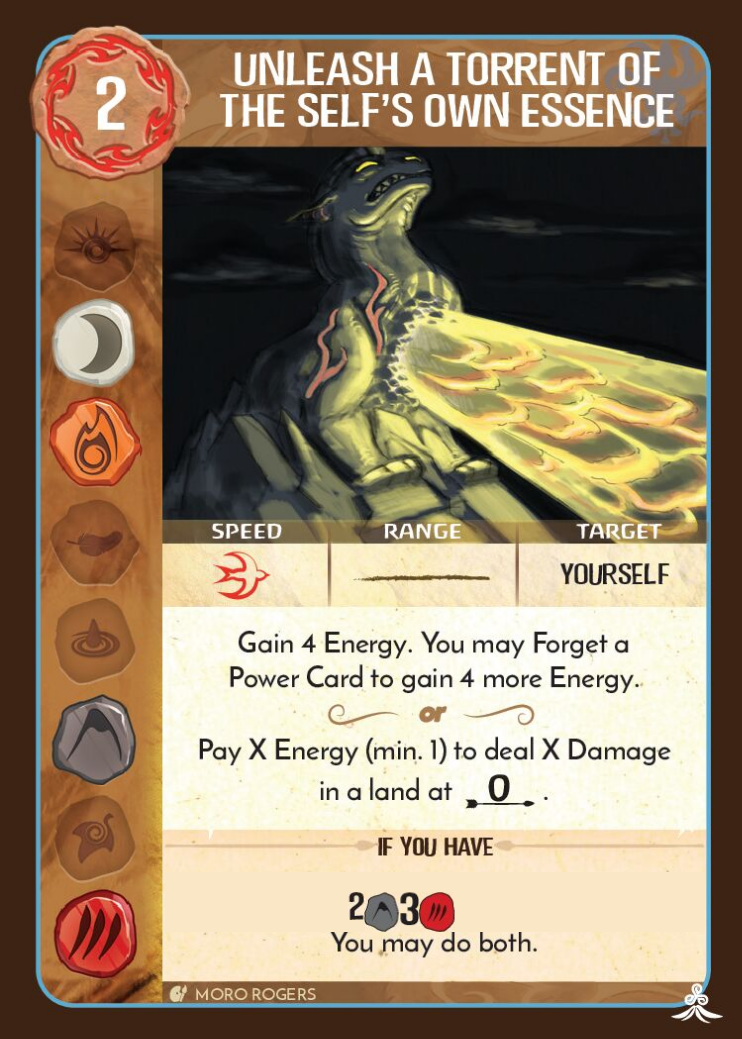 2
UNLEASH A TORRENT OF
THE SELF'S OWN ESSENCE
SPEED RANGE TARGET
YOURSELF
Gain 4 Energy. You may Forget a
Power Card to gain 4 more Energy.
or
Pay X Energy (min. 1) to deal X Damage
in a land at 0 .
IF YOU HAVE
2 3
You may do both.
MORO ROGERS